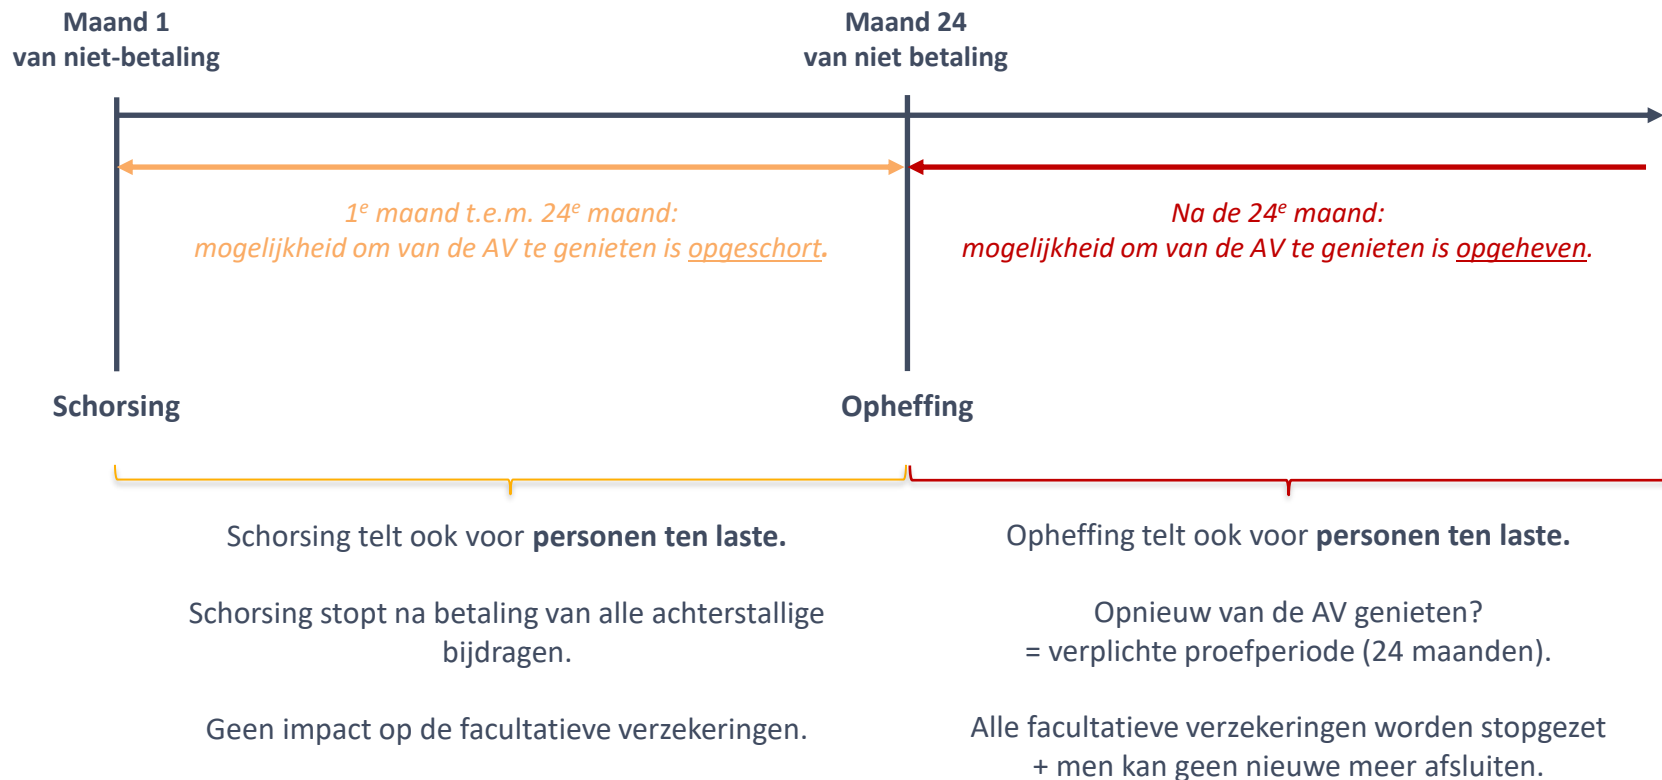 Maand 1
van niet-betaling
Maand 24
van niet betaling
1e maand t.e.m. 24e maand:
mogelijkheid om van de AV te genieten is opgeschort.
Na de 24e maand:
mogelijkheid om van de AV te genieten is opgeheven.
Schorsing
Opheffing
Schorsing telt ook voor personen ten laste.
Schorsing stopt na betaling van alle achterstallige
bijdragen.
Geen impact op de facultatieve verzekeringen.
Opheffing telt ook voor personen ten laste.
Opnieuw van de AV genieten?
= verplichte proefperiode (24 maanden).
Alle facultatieve verzekeringen worden stopgezet
+ men kan geen nieuwe meer afsluiten.